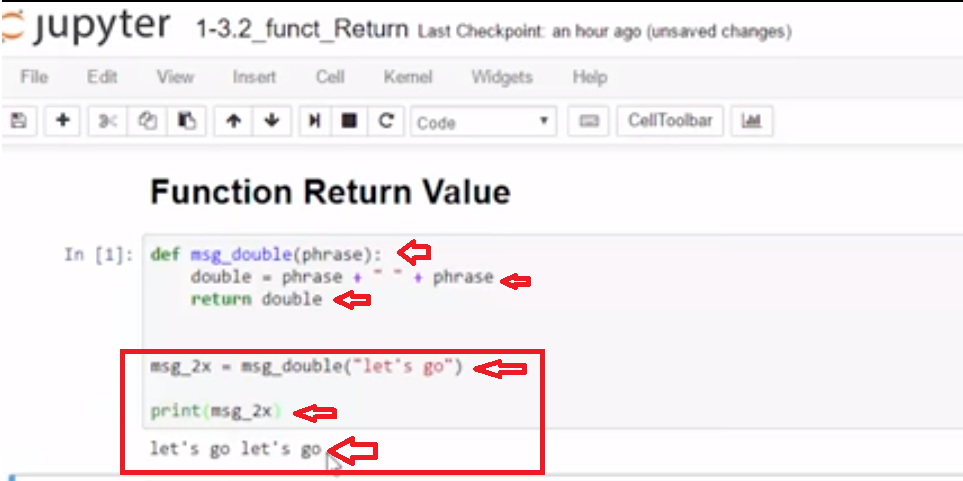 jupyter 1-3.2_funct_Return Last Checkpoint: an hour ago (unsaved changes)
File Edit View Insert Cell Kernel Widgets Help
Code CellToolbar
Function Return Value
In [1]: def msg_double(phrase):
double = phrase + " " + phrase
return double
msg_2x = msg_double("let's go")
print(msg_2x)
let's go let's go